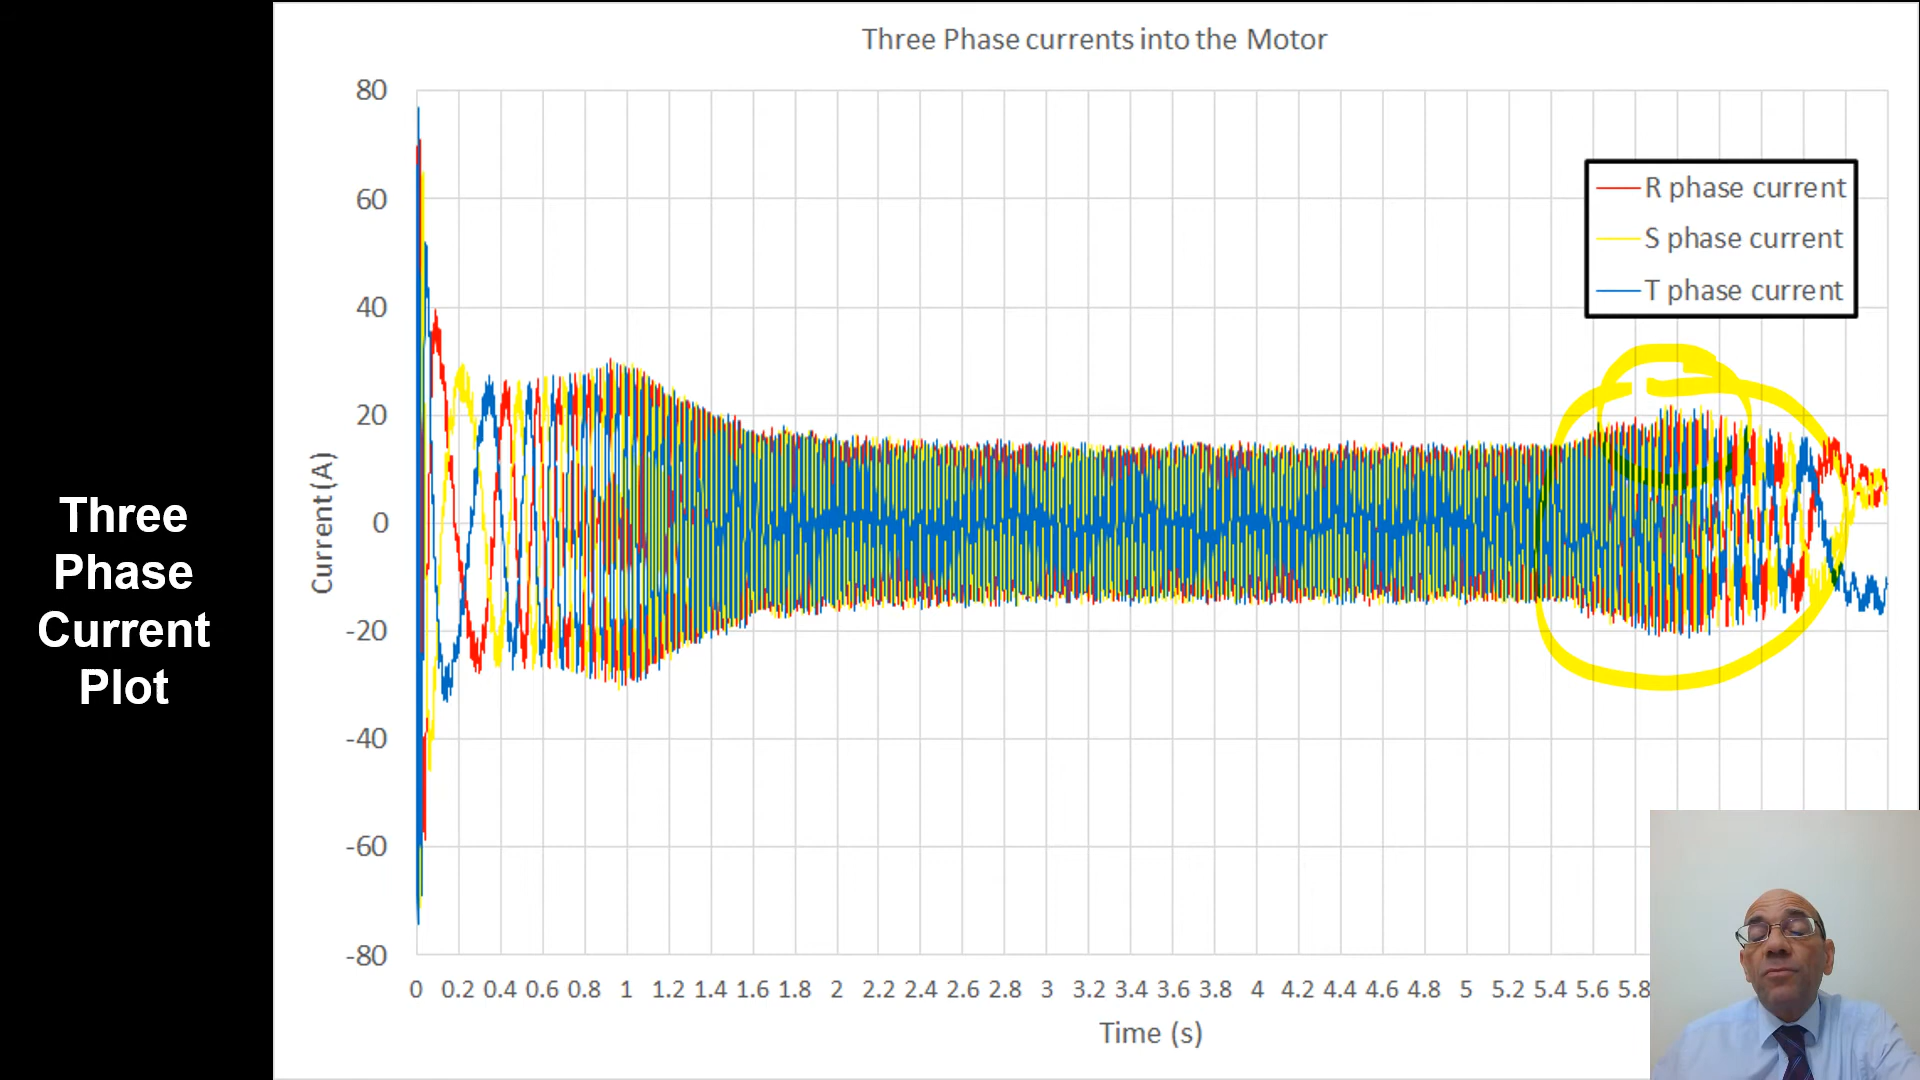 Three Phase currents into the Motor
Three
Phase
Current
Plot
R phase current
S phase current
T phase current
80
60
40
20
0
-20
-40
-60
-80
Current (A)
0 0.2 0.4 0.6 0.8 1 1.2 1.4 1.6 1.8 2 2.2 2.4 2.6 2.8 3 3.2 3.4 3.6 3.8 4 4.2 4.4 4.6 4.8 5 5.2 5.4 5.6 5.8
Time (s)